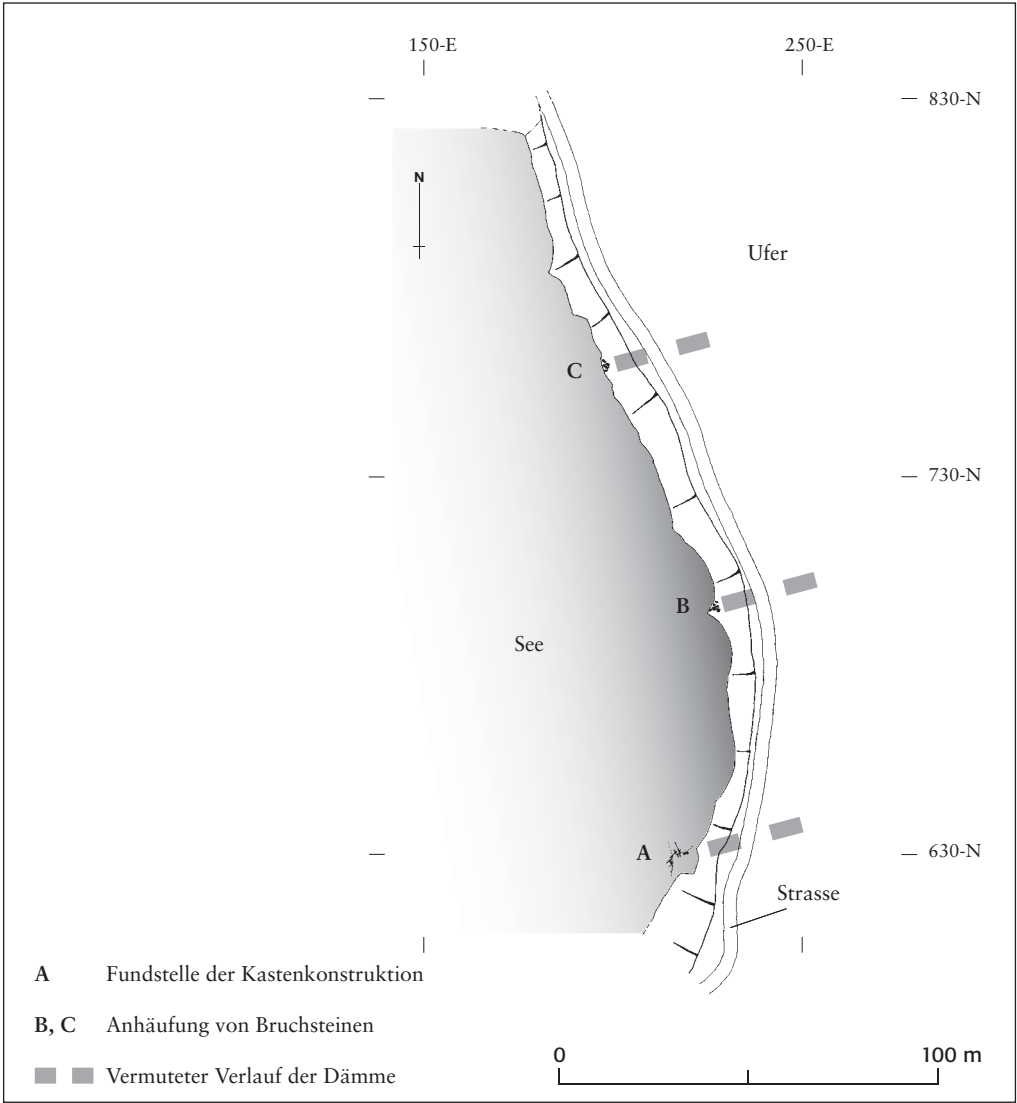 150-E 250-E
830-N
N
Ufer
C
730-N
B
See
A 630-N
Strasse
A Fundstelle der Kastenkonstruktion
B, C Anhäufung von Bruchsteinen
Vermuteter Verlauf der Dämme
0 100 m